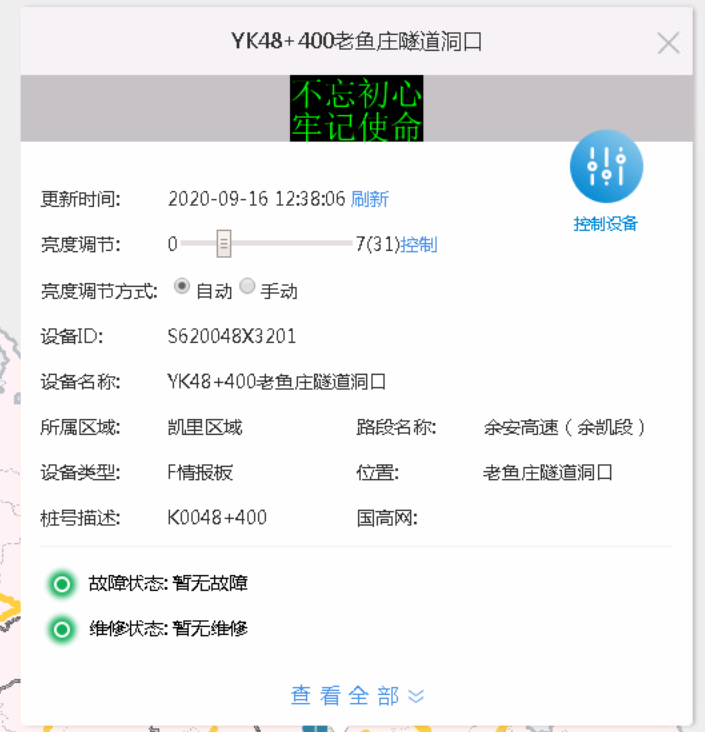 YK48+400老鱼庄隧道洞口
不忘初心
牢记使命
控制设备
更新时间: 2020-09-16 12:38:06 刷新
亮度调节: 0 7(31)控制
亮度调节方式: 自动 手动
设备ID: S620048X3201
设备名称: YK48+400老鱼庄隧道洞口
所属区域: 凯里区域 路段名称: 余安高速（余凯段）
设备类型: F情报板 位置: 老鱼庄隧道洞口
桩号描述: K0048+400 国高网:
故障状态: 暂无故障
维修状态: 暂无维修
查看全部